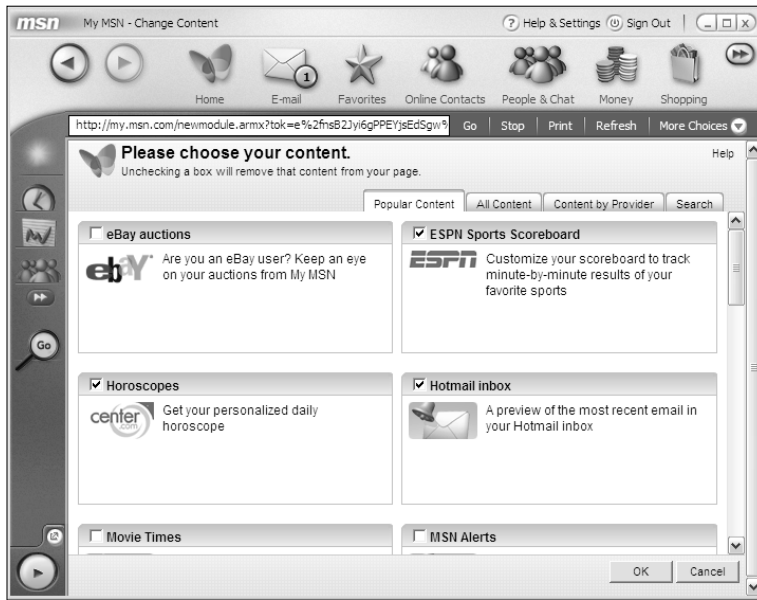 msn My MSN - Change Content Help & Settings Sign Out
1
Home E-mail Favorites Online Contacts People & Chat Money Shopping
http://my.msn.com/newmodule.armx?tok=e%2fnsB2Jyi6gPPEYjsEdSgw% Go Stop Print Refresh More Choices
Please choose your content. Help
Unchecking a box will remove that content from your page.
Popular Content All Content Content by Provider Search
eBay auctions
ebY
Are you an eBay user? Keep an eye
on your auctions from My MSN
ESPN Sports Scoreboard
ESPN
Customize your scoreboard to track
minute-by-minute results of your
favorite sports
Go
Horoscopes
center
.com
Get your personalized daily
horoscope
Hotmail inbox
A preview of the most recent email in
your Hotmail inbox
Movie Times
MSN Alerts
OK Cancel